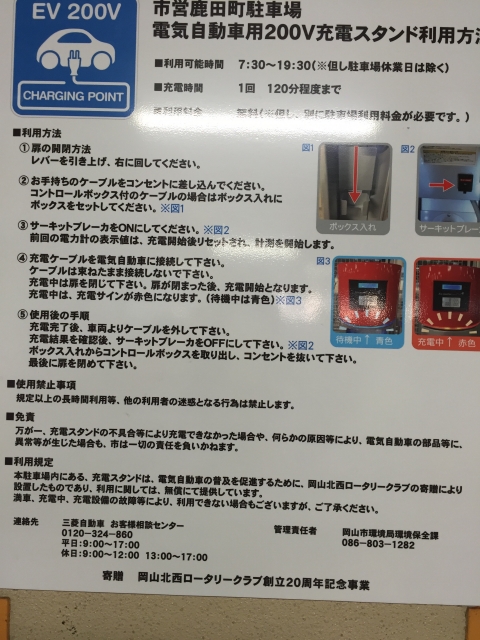 EV 200V
CHARGING POINT
市営鹿田町駐車場
電気自動車用200V充電スタンド利用方法
■利用可能時間 7:30~19:30(※但し駐車場休業日は除く)
■充電時間 1回 120分程度まで
■利用料金 無料(※但し、別に駐車場利用料金が必要です。)
■利用方法
①扉の開閉方法
レバーを引き上げ、右に回してください。
②お手持ちのケーブルをコンセントに差し込んでください。
コントロールボックス付のケーブルの場合はボックス入れに
ボックスをセットしてください。※図1
③サーキットブレーカをONにしてください。※図2
前回の電力計の表示値は、充電開始後リセットされ、計測を開始します。
④充電ケーブルを電気自動車に接続して下さい。
ケーブルは束ねたまま接続しないで下さい。
充電中は扉を閉じて下さい。扉が閉まった後、充電開始となります。
充電中は、充電サインが赤色になります。(待機中は青色)※図3
⑤使用後の手順
充電完了後、車両よりケーブルを外して下さい。
充電結果を確認後、サーキットブレーカをOFFにして下さい。※図2
ボックス入れからコントロールボックスを取り出し、コンセントを抜いて下さい。
最後に扉を閉めて下さい。
図1
ボックス入れ
図2
サーキットブレー
図3
待機中↑青色
充電中↑赤色
■使用禁止事項
規定以上の長時間利用等、他の利用者の迷惑となる行為は禁止します。
■免責
万が一、充電スタンドの不具合等により充電できなかった場合や、何らかの原因等により、電気自動車の部品等に、
異常等が生じた場合も、市は一切の責任を負いかねます。
■利用規定
本駐車場内にある、充電スタンドは、電気自動車の普及を促進するために、岡山北西ロータリークラブの寄贈により
設置したものであり、利用に関しては、無償にて提供しています。
満車、充電中、充電設備の故障等により、利用できない場合もございますが、ご了承ください。
連絡先 三菱自動車 お客様相談センター
0120-324-860
平日:9:00~17:00
休日:9:00~12:00 13:00~17:00
管理責任者 岡山市環境局環境保全課
086-803-1282
寄贈 岡山北西ロータリークラブ創立20周年記念事業